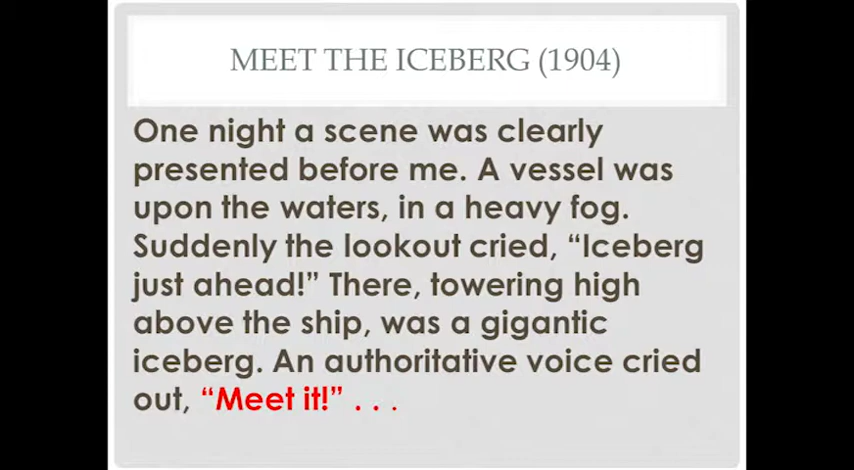 MEET THE ICEBERG (1904)
One night a scene was clearly
presented before me. A vessel was
upon the waters, in a heavy fog.
Suddenly the lookout cried, “Iceberg
just ahead!” There, towering high
above the ship, was a gigantic
iceberg. An authoritative voice cried
out, “Meet it!” . . .